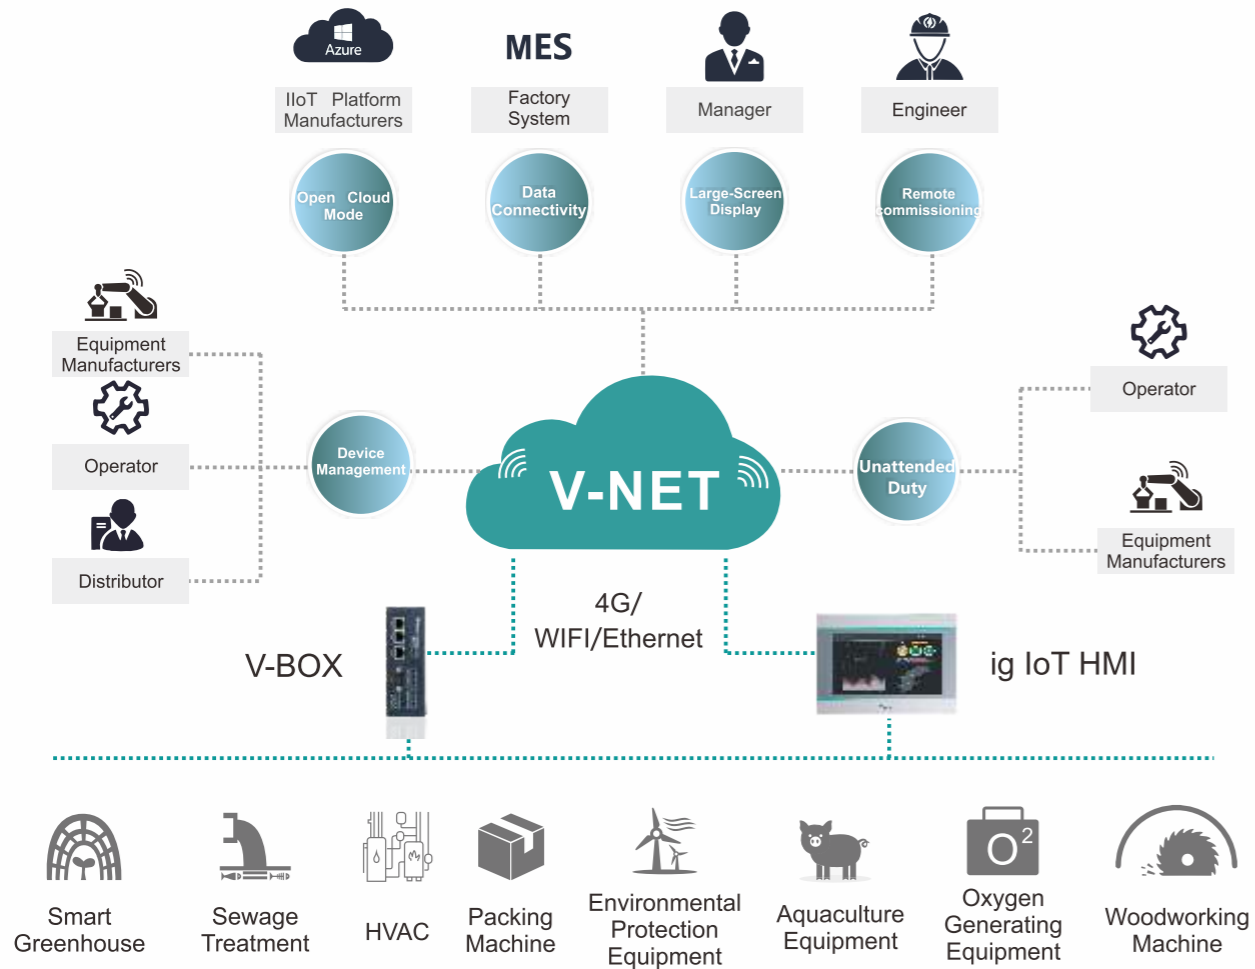 Azure
MES
IIoT Platform
Manufacturers
Factory
System
Manager
Engineer
Open Cloud
Mode
Data
Connectivity
Large-Screen
Display
Remote
commissioning
Equipment
Manufacturers
Operator
Distributor
Device
Management
V-NET
Unattended
Duty
Operator
Equipment
Manufacturers
4G/
WIFI/Ethernet
V-BOX
ig IoT HMI
O2
Smart
Greenhouse
Sewage
Treatment
HVAC
Packing
Machine
Environmental
Protection
Equipment
Aquaculture
Equipment
Oxygen
Generating
Equipment
Woodworking
Machine